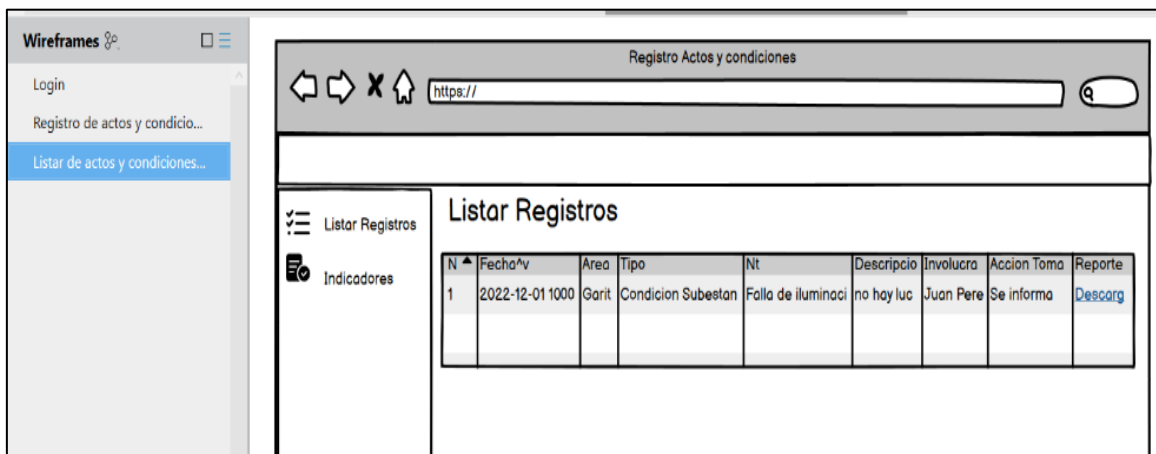 Wireframes
Login
Registro de actos y condicio...
Listar de actos y condiciones...
Registro Actos y condiciones
https://
Listar Registros
Indicadores
Listar Registros
N Fecha^v Area Tipo Nt Descripcio Involucra Accion Toma Reporte
1 2022-12-01 1000 Garit Condicion Subestan Falla de iluminaci no hay luc Juan Pere Se informa Descarg